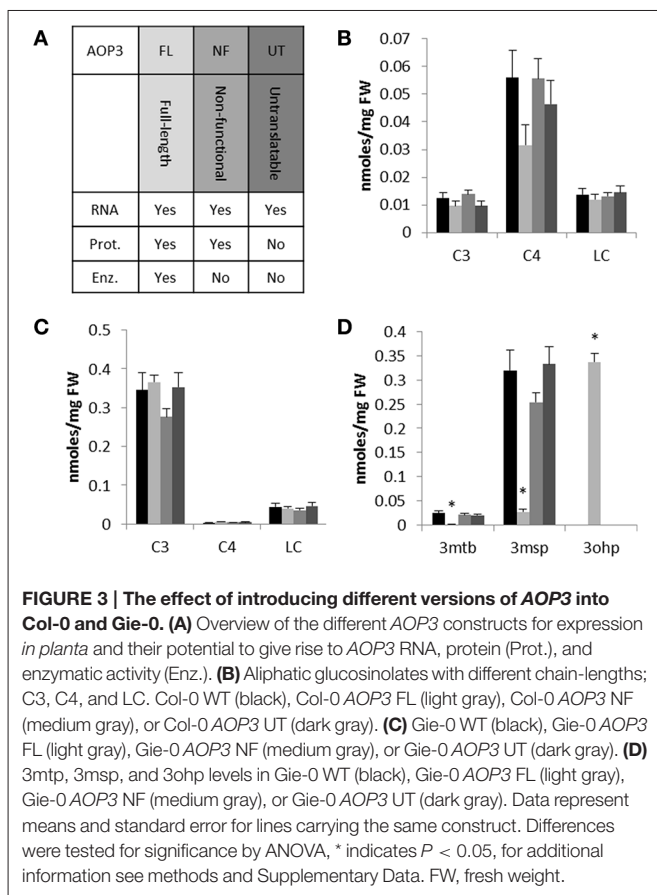 A
AOP3 FL NF UT
Full-length Non-functional Untranslatable
RNA Yes Yes Yes
Prot. Yes Yes No
Enz. Yes No No
B
nmoles/mg FW
0.07
0.06
0.05
0.04
0.03
0.02
0.01
0
C3 C4 LC
C
nmoles/mg FW
0.5
0.4
0.3
0.2
0.1
0
C3 C4 LC
D
nmoles/mg FW
0.4
0.35
0.3
0.25
0.2
0.15
0.1
0.05
0
* * *
3mtb 3msp 3ohp
FIGURE 3 | The effect of introducing different versions of AOP3 into
Col-0 and Gie-0. (A) Overview of the different AOP3 constructs for expression
in planta and their potential to give rise to AOP3 RNA, protein (Prot.), and
enzymatic activity (Enz.). (B) Aliphatic glucosinolates with different chain-lengths;
C3, C4, and LC. Col-0 WT (black), Col-0 AOP3 FL (light gray), Col-0 AOP3 NF
(medium gray), or Col-0 AOP3 UT (dark gray). (C) Gie-0 WT (black), Gie-0 AOP3
FL (light gray), Gie-0 AOP3 NF (medium gray), or Gie-0 AOP3 UT (dark gray). (D)
3mtp, 3msp, and 3ohp levels in Gie-0 WT (black), Gie-0 AOP3 FL (light gray),
Gie-0 AOP3 NF (medium gray), or Gie-0 AOP3 UT (dark gray). Data represent
means and standard error for lines carrying the same construct. Differences
were tested for significance by ANOVA, * indicates P < 0.05, for additional
information see methods and Supplementary Data. FW, fresh weight.